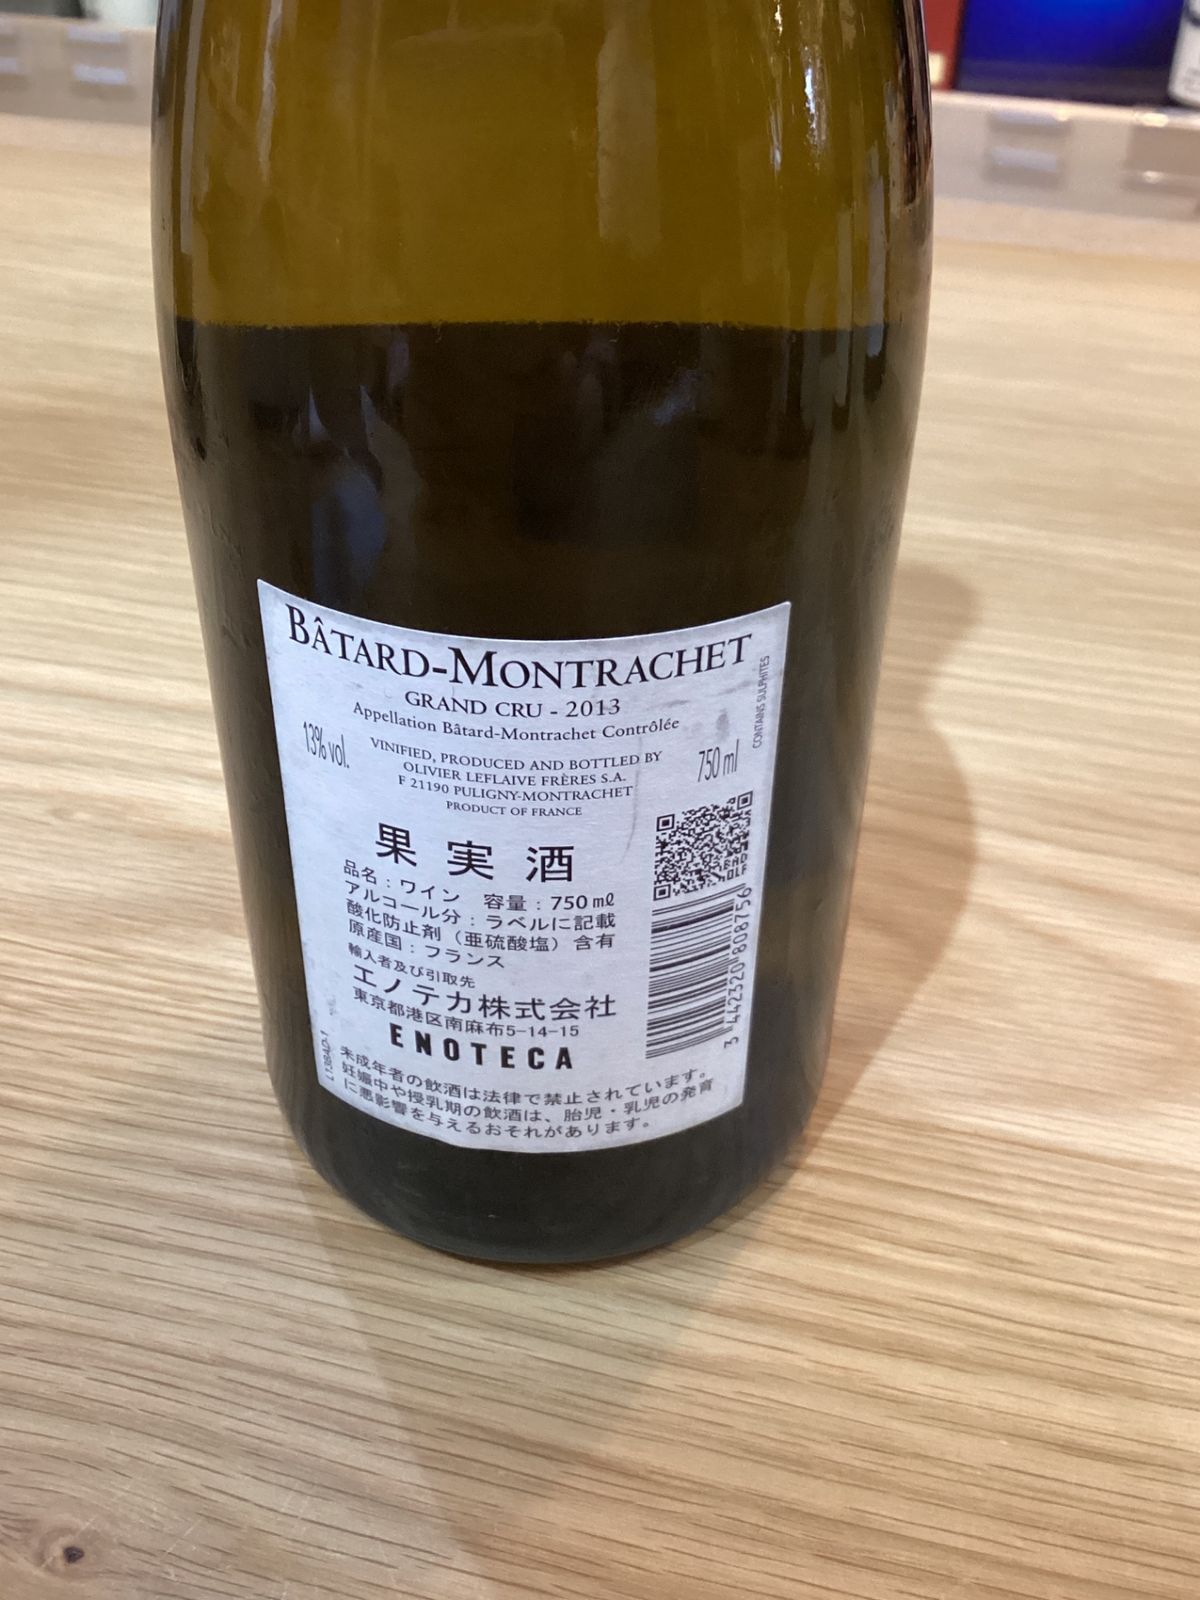 BÂTARD-MONTRACHET
GRAND CRU - 2013
Appellation Bâtard-Montrachet Contrôlée
13% vol.
VINIFIED, PRODUCED AND BOTTLED BY
OLIVIER LEFLAIVE FRÈRES S.A.
F 21190 PULIGNY-MONTRACHET
PRODUCT OF FRANCE
750 ml
CONTAINS SULPHITES
果実酒
品名：ワイン 容量：750㎖
アルコール分：ラベルに記載
酸化防止剤（亜硫酸塩）含有
原産国：フランス
輸入者及び引取先
エノテカ株式会社
東京都港区南麻布5-14-15
ENOTECA
3 442320 808756
未成年者の飲酒は法律で禁止されています。
妊娠中や授乳期の飲酒は、胎児・乳児の発育
に悪影響を与えるおそれがあります。